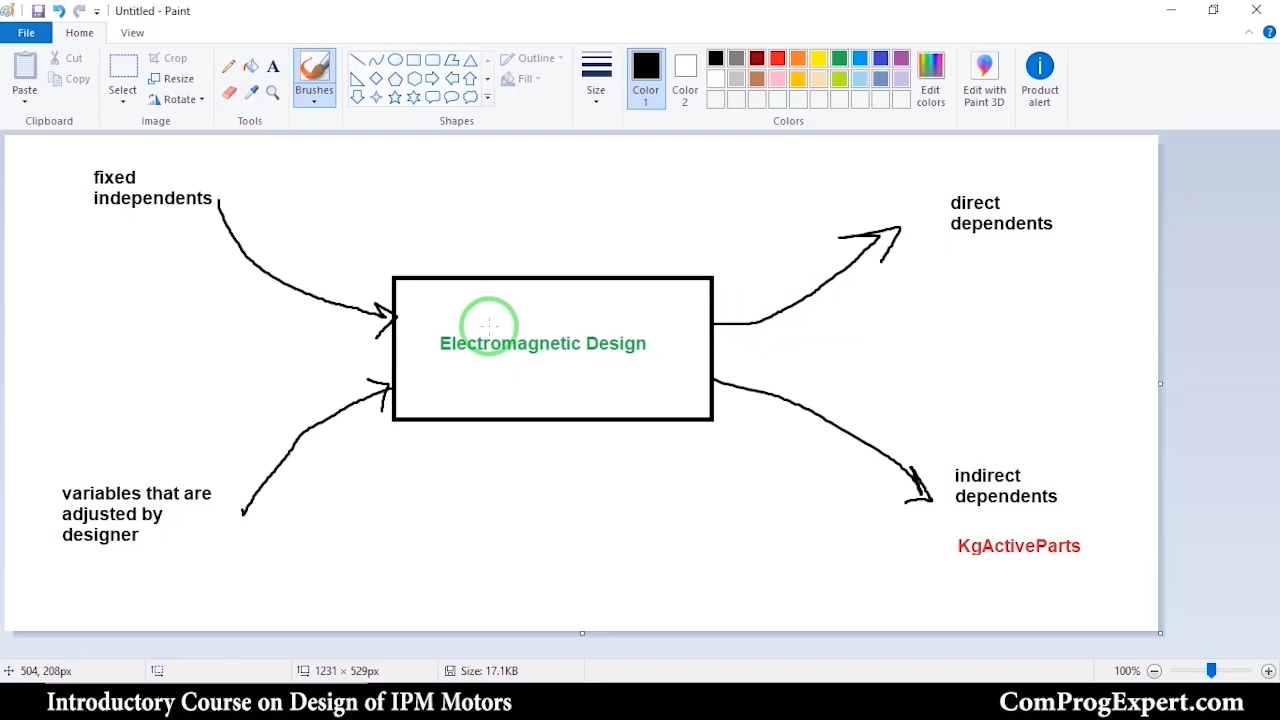 Untitled - Paint
File
Home
View
Paste
Cut
Copy
Clipboard
Select
Crop
Resize
Rotate
Image
A
Tools
Brushes
Outline
Fill
Shapes
Size
Color
1
Color
2
Edit
colors
Colors
Edit with
Paint 3D
Product
alert
fixed
independents
direct
dependents
Electromagnetic Design
variables that are
adjusted by
designer
indirect
dependents
KgActiveParts
504, 208px
1231 × 529px
Size: 17.1KB
100%
Introductory Course on Design of IPM Motors
ComProgExpert.com